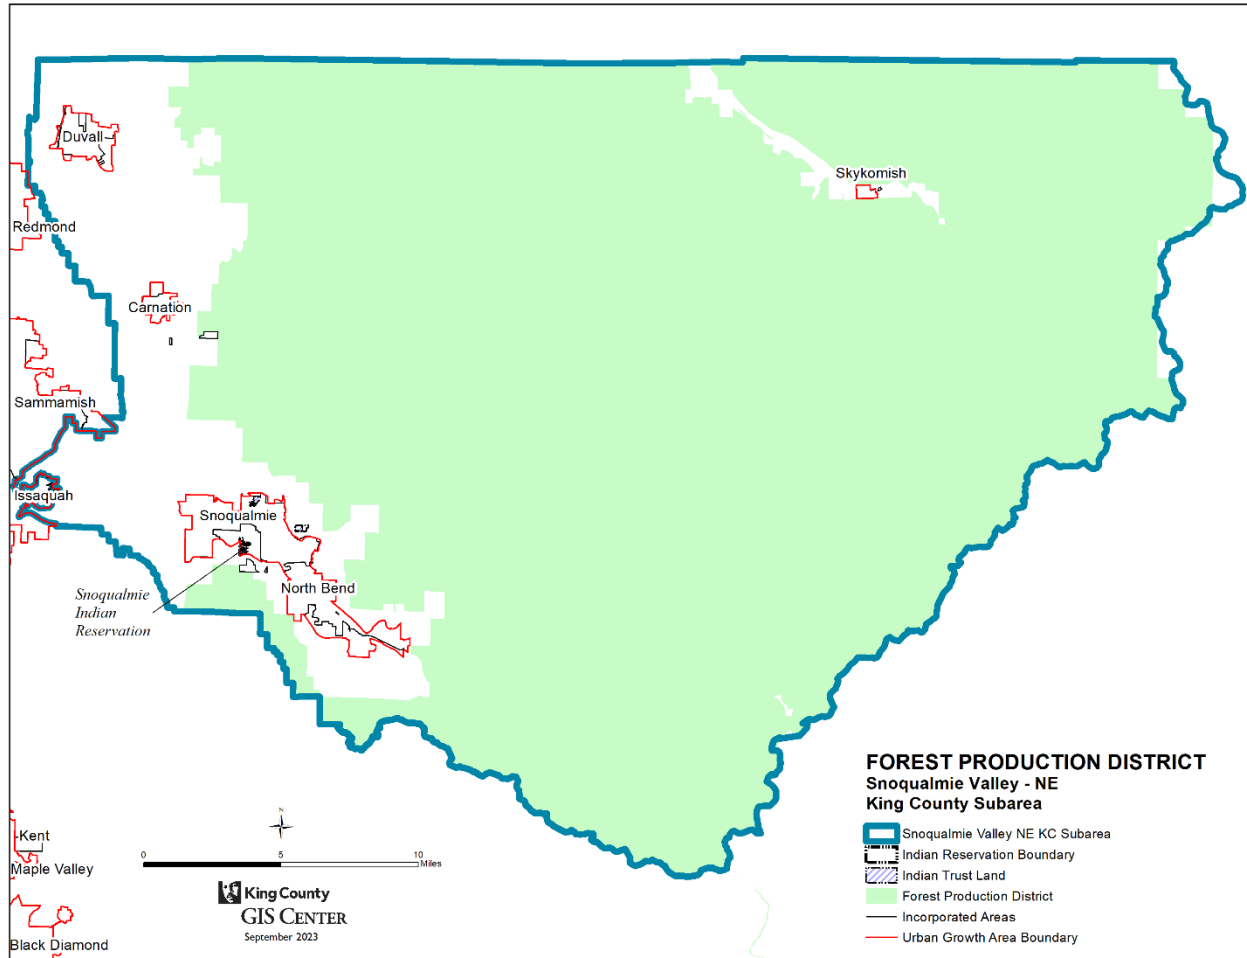 Duvall
Skykomish
Redmond
Carnation
Sammamish
Issaquah
Snoqualmie
North Bend
Snoqualmie
Indian
Reservation
FOREST PRODUCTION DISTRICT
Snoqualmie Valley - NE
King County Subarea
Snoqualmie Valley NE KC Subarea
Indian Reservation Boundary
Indian Trust Land
Forest Production District
Incorporated Areas
Urban Growth Area Boundary
N
0 5 10
Miles
King County
GIS CENTER
September 2023
Kent
Maple Valley
Black Diamond